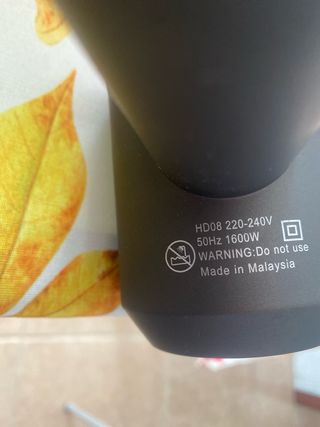 HD08 220-240V
50Hz 1600W
WARNING:Do not use
Made in Malaysia